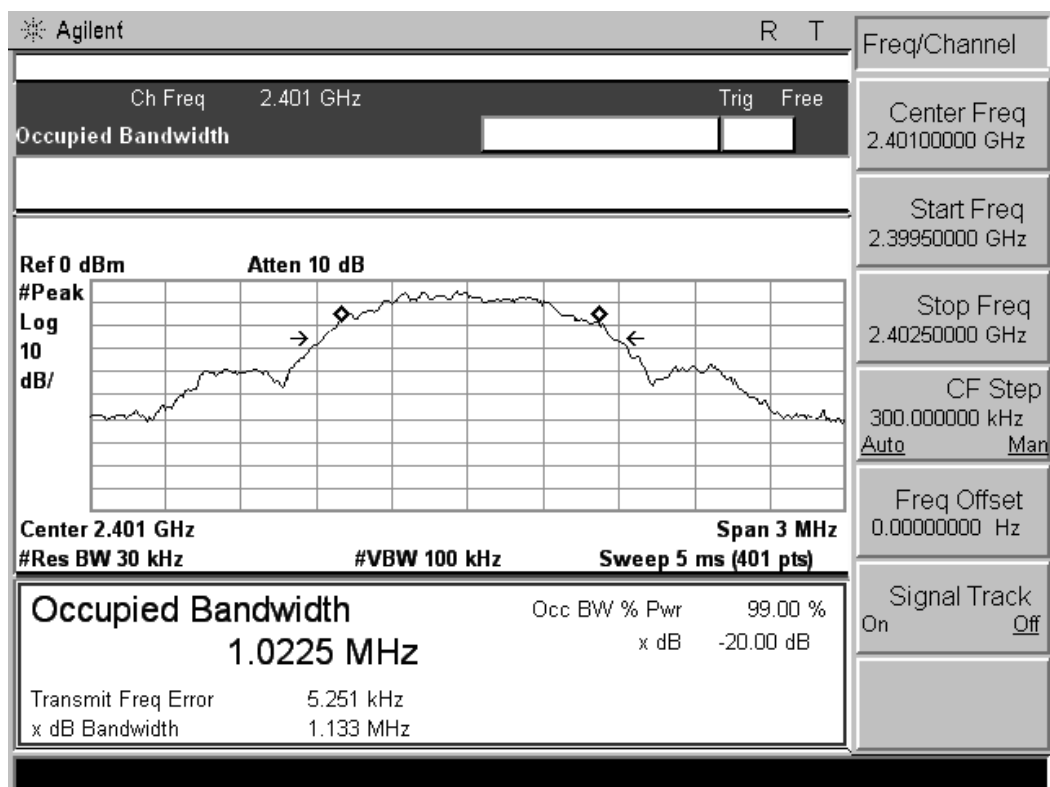 Agilent R T
Freq/Channel
Ch Freq 2.401 GHz Trig Free
Occupied Bandwidth
Center Freq
2.40100000 GHz
Start Freq
2.39950000 GHz
Ref 0 dBm Atten 10 dB
#Peak
Log
10
dB/
Stop Freq
2.40250000 GHz
CF Step
300.000000 kHz
Auto Man
Center 2.401 GHz Span 3 MHz
#Res BW 30 kHz #VBW 100 kHz Sweep 5 ms (401 pts)
Freq Offset
0.00000000 Hz
Occupied Bandwidth Occ BW % Pwr 99.00 %
1.0225 MHz x dB -20.00 dB
Transmit Freq Error 5.251 kHz
x dB Bandwidth 1.133 MHz
Signal Track
On Off